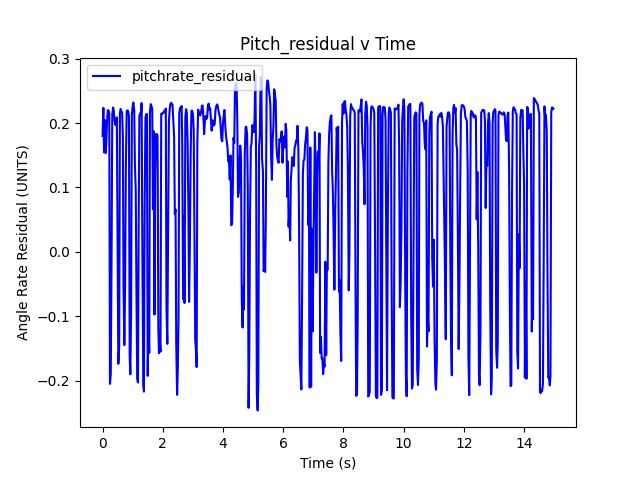 Pitch_residual v Time
pitchrate_residual
Angle Rate Residual (UNITS)
0.3
0.2
0.1
0.0
−0.1
−0.2
0 2 4 6 8 10 12 14
Time (s)